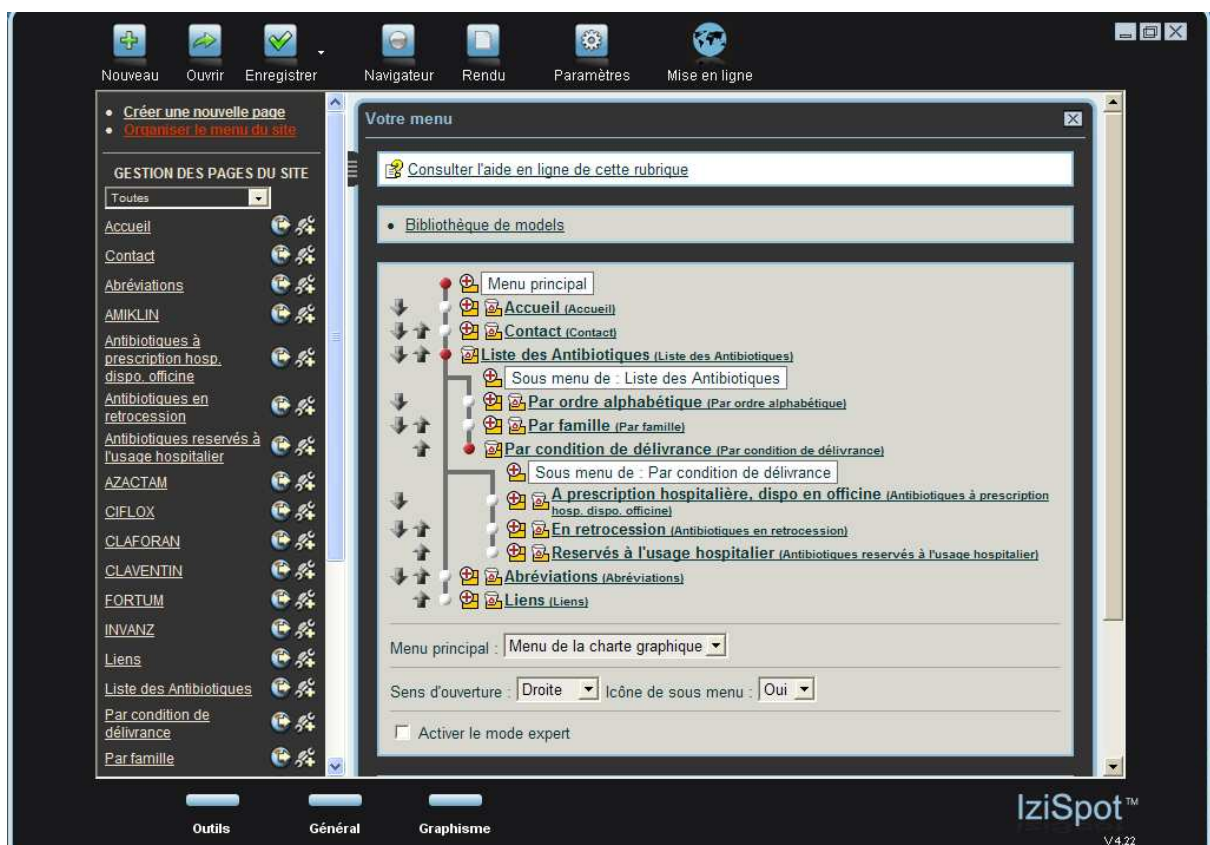 Nouveau Ouvrir Enregistrer Navigateur Rendu Paramètres Mise en ligne
Créer une nouvelle page
Organiser le menu du site
GESTION DES PAGES DU SITE
Toutes
Accueil
Contact
Abréviations
AMIKLIN
Antibiotiques à
prescription hosp.
dispo. officine
Antibiotiques en
retrocession
Antibiotiques reservés à
l'usage hospitalier
AZACTAM
CIFLOX
CLAFORAN
CLAVENTIN
FORTUM
INVANZ
Liens
Liste des Antibiotiques
Par condition de
délivrance
Par famille
Votre menu
Consulter l'aide en ligne de cette rubrique
Bibliothèque de models
Menu principal
Accueil (Accueil)
Contact (Contact)
Liste des Antibiotiques (Liste des Antibiotiques)
Sous menu de : Liste des Antibiotiques
Par ordre alphabétique (Par ordre alphabétique)
Par famille (Par famille)
Par condition de délivrance (Par condition de délivrance)
Sous menu de : Par condition de délivrance
A prescription hospitalière, dispo en officine (Antibiotiques à prescription
hosp. dispo. officine)
En retrocession (Antibiotiques en retrocession)
Reservés à l'usage hospitalier (Antibiotiques reservés à l'usage hospitalier)
Abréviations (Abréviations)
Liens (Liens)
Menu principal : Menu de la charte graphique
Sens d'ouverture : Droite Icône de sous menu : Oui
Activer le mode expert
Outils Général Graphisme
IziSpot™
V4.22